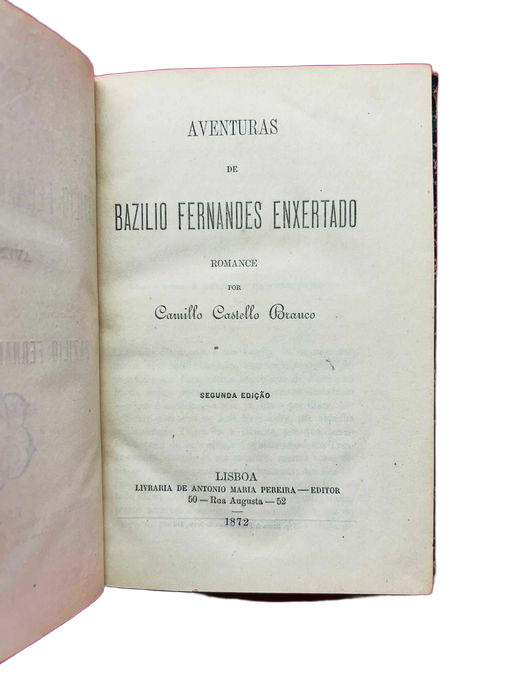 AVENTURAS
DE
BAZILIO FERNANDES ENXERTADO
ROMANCE
POR
Camillo Castello Branco
SEGUNDA EDIÇÃO
LISBOA
LIVRARIA DE ANTONIO MARIA PEREIRA — EDITOR
50 — Rua Augusta — 52
1872